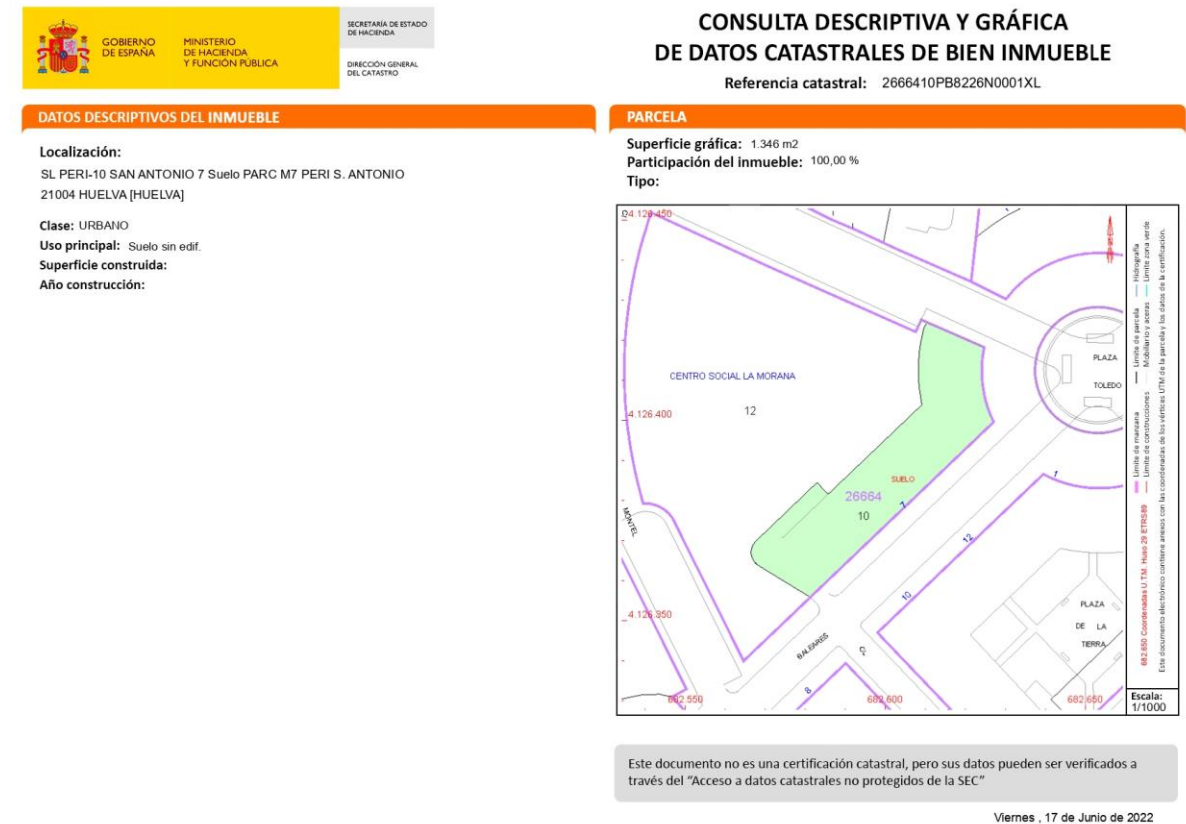 GOBIERNO
DE ESPAÑA
MINISTERIO
DE HACIENDA
Y FUNCIÓN PÚBLICA
SECRETARÍA DE ESTADO
DE HACIENDA
DIRECCIÓN GENERAL
DEL CATASTRO
CONSULTA DESCRIPTIVA Y GRÁFICA
DE DATOS CATASTRALES DE BIEN INMUEBLE
Referencia catastral: 2666410PB8226N0001XL
DATOS DESCRIPTIVOS DEL INMUEBLE
Localización:
SL PERI-10 SAN ANTONIO 7 Suelo PARC M7 PERI S. ANTONIO
21004 HUELVA [HUELVA]
Clase: URBANO
Uso principal: Suelo sin edif.
Superficie construida:
Año construcción:
PARCELA
Superficie gráfica: 1.346 m2
Participación del inmueble: 100,00 %
Tipo:
4.126.450
PLAZA
TOLEDO
CENTRO SOCIAL LA MORANA
12
4.126.400
SUELO
26664
10
7
1
12
10
MONTEL
PLAZA
DE LA
TIERRA
4.126.350
BALEARES
CL
8
682.550
682.600
682.650
Límite de manzana
Límite de parcela
Hidrografía
Límite de construcciones
Mobiliario y aceras
Límite zona verde
682.650 Coordenadas U.T.M. Huso 29 ETRS89
Este documento electrónico contiene anexos con las coordenadas de los vértices UTM de la parcela y los datos de la certificación.
Escala:
1/1000
Este documento no es una certificación catastral, pero sus datos pueden ser verificados a
través del “Acceso a datos catastrales no protegidos de la SEC”
Viernes , 17 de Junio de 2022